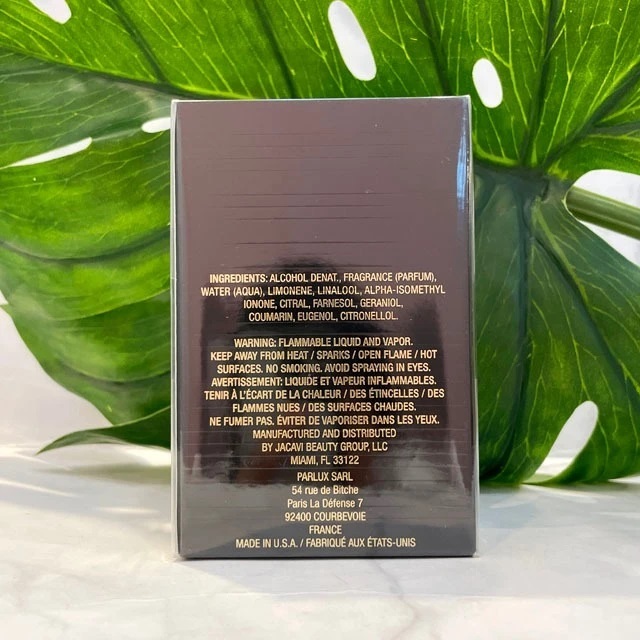 INGREDIENTS: ALCOHOL DENAT., FRAGRANCE (PARFUM),
WATER (AQUA), LIMONENE, LINALOOL, ALPHA-ISOMETHYL
IONONE, CITRAL, FARNESOL, GERANIOL,
COUMARIN, EUGENOL, CITRONELLOL.
WARNING: FLAMMABLE LIQUID AND VAPOR.
KEEP AWAY FROM HEAT / SPARKS / OPEN FLAME / HOT
SURFACES. NO SMOKING. AVOID SPRAYING IN EYES.
AVERTISSEMENT: LIQUIDE ET VAPEUR INFLAMMABLES.
TENIR À L'ÉCART DE LA CHALEUR / DES ÉTINCELLES / DES
FLAMMES NUES / DES SURFACES CHAUDES.
NE FUMER PAS. ÉVITER DE VAPORISER DANS LES YEUX.
MANUFACTURED AND DISTRIBUTED
BY JACAVI BEAUTY GROUP, LLC
MIAMI, FL 33122
PARLUX SARL
54 rue de Bitche
Paris La Défense 7
92400 COURBEVOIE
FRANCE
MADE IN U.S.A. / FABRIQUÉ AUX ÉTATS-UNIS